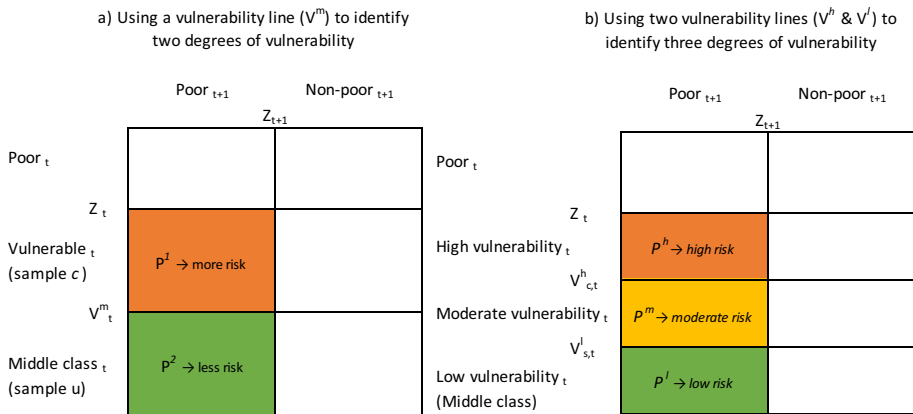 a) Using a vulnerability line (V^m) to identify
two degrees of vulnerability
Poor t+1 Non-poor t+1
Z t+1
Poor t
Z t
Vulnerable t
(sample c)
P^1 → more risk
V^m t
Middle class t
(sample u)
P^2 → less risk
b) Using two vulnerability lines (V^h & V^l) to
identify three degrees of vulnerability
Poor t+1 Non-poor t+1
Z t+1
Poor t
Z t
High vulnerability t
P^h → high risk
V^h c,t
Moderate vulnerability t
P^m → moderate risk
V^l s,t
Low vulnerability t
(Middle class)
P^l → low risk